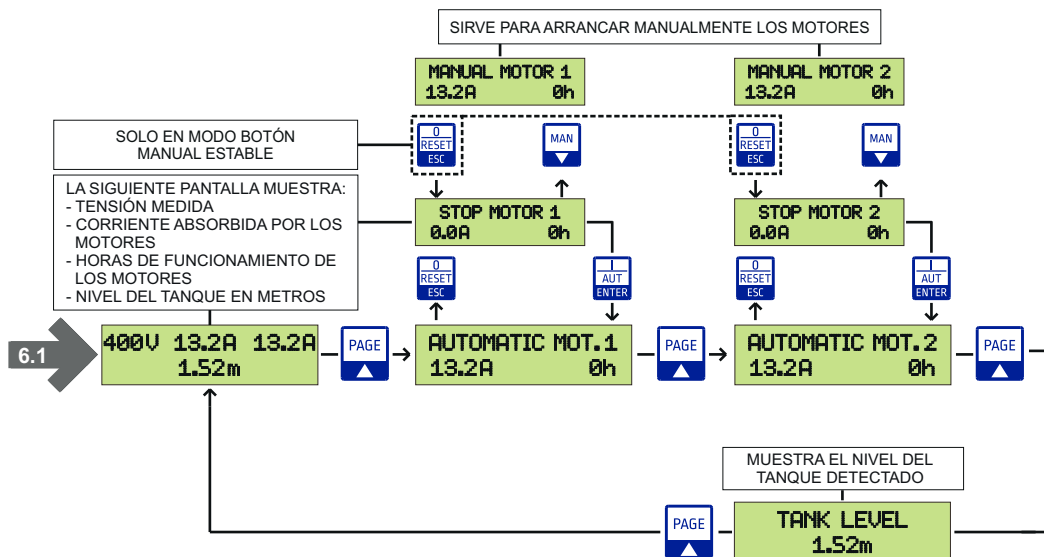 SIRVE PARA ARRANCAR MANUALMENTE LOS MOTORES
MANUAL MOTOR 1
13.2A 0h
MANUAL MOTOR 2
13.2A 0h
SOLO EN MODO BOTÓN
MANUAL ESTABLE
0
RESET
ESC
MAN
0
RESET
ESC
MAN
LA SIGUIENTE PANTALLA MUESTRA:
- TENSIÓN MEDIDA
- CORRIENTE ABSORBIDA POR LOS
MOTORES
- HORAS DE FUNCIONAMIENTO DE
LOS MOTORES
- NIVEL DEL TANQUE EN METROS
STOP MOTOR 1
0.0A 0h
STOP MOTOR 2
0.0A 0h
0
RESET
ESC
I
AUT
ENTER
0
RESET
ESC
I
AUT
ENTER
6.1
400V 13.2A 13.2A
1.52m
PAGE
AUTOMATIC MOT.1
13.2A 0h
PAGE
AUTOMATIC MOT.2
13.2A 0h
PAGE
MUESTRA EL NIVEL DEL
TANQUE DETECTADO
PAGE
TANK LEVEL
1.52m